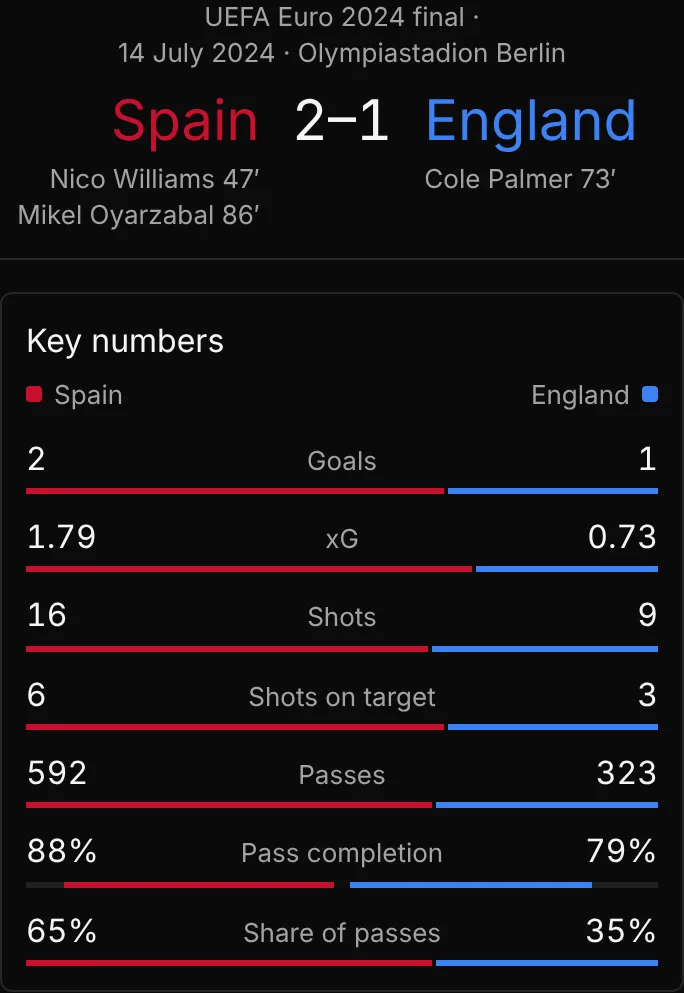 UEFA Euro 2024 final ·
14 July 2024 · Olympiastadion Berlin
Spain 2–1 England
Nico Williams 47′ Cole Palmer 73′
Mikel Oyarzabal 86′
Key numbers
Spain England
2 Goals 1
1.79 xG 0.73
16 Shots 9
6 Shots on target 3
592 Passes 323
88% Pass completion 79%
65% Share of passes 35%